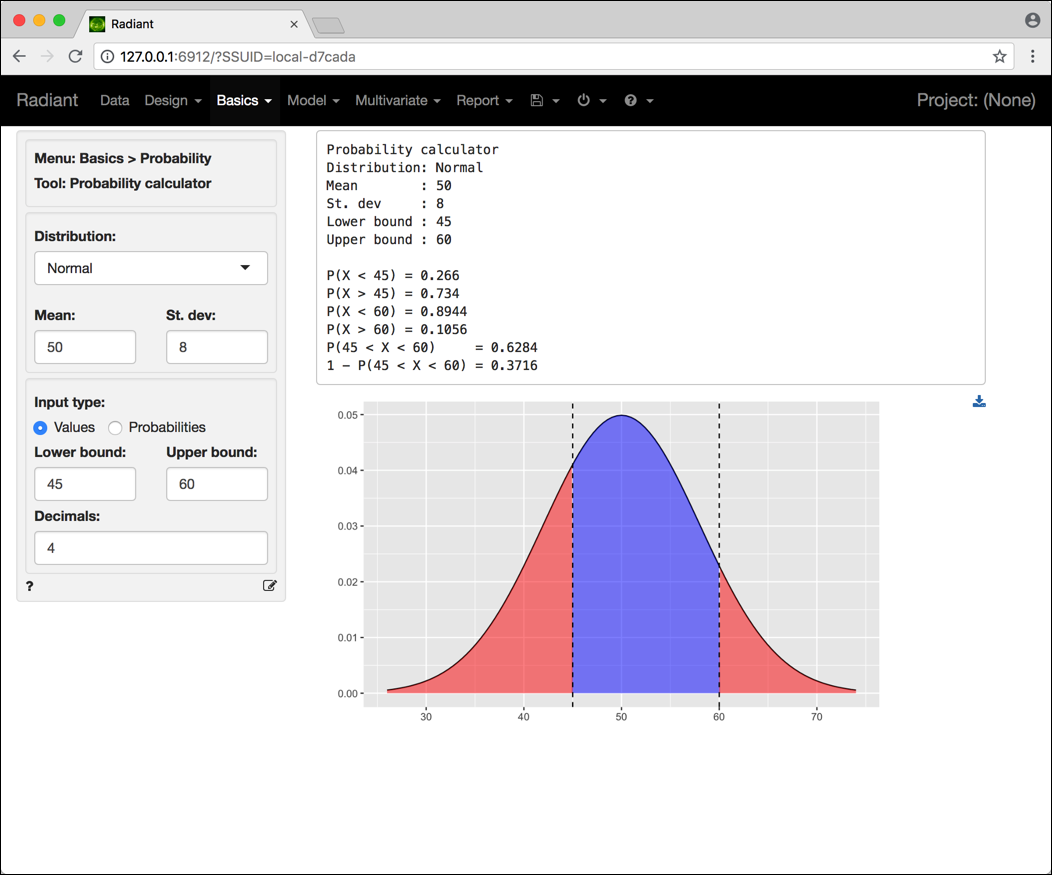 Radiant
127.0.0.1:6912/?SSUID=local-d7cada
Radiant Data Design Basics Model Multivariate Report Project: (None)
Menu: Basics > Probability
Tool: Probability calculator
Distribution:
Normal
Mean: St. dev:
50 8
Input type:
Values Probabilities
Lower bound: Upper bound:
45 60
Decimals:
4
?
Probability calculator
Distribution: Normal
Mean : 50
St. dev : 8
Lower bound : 45
Upper bound : 60
P(X < 45) = 0.266
P(X > 45) = 0.734
P(X < 60) = 0.8944
P(X > 60) = 0.1056
P(45 < X < 60) = 0.6284
1 - P(45 < X < 60) = 0.3716
0.05
0.04
0.03
0.02
0.01
0.00
30 40 50 60 70